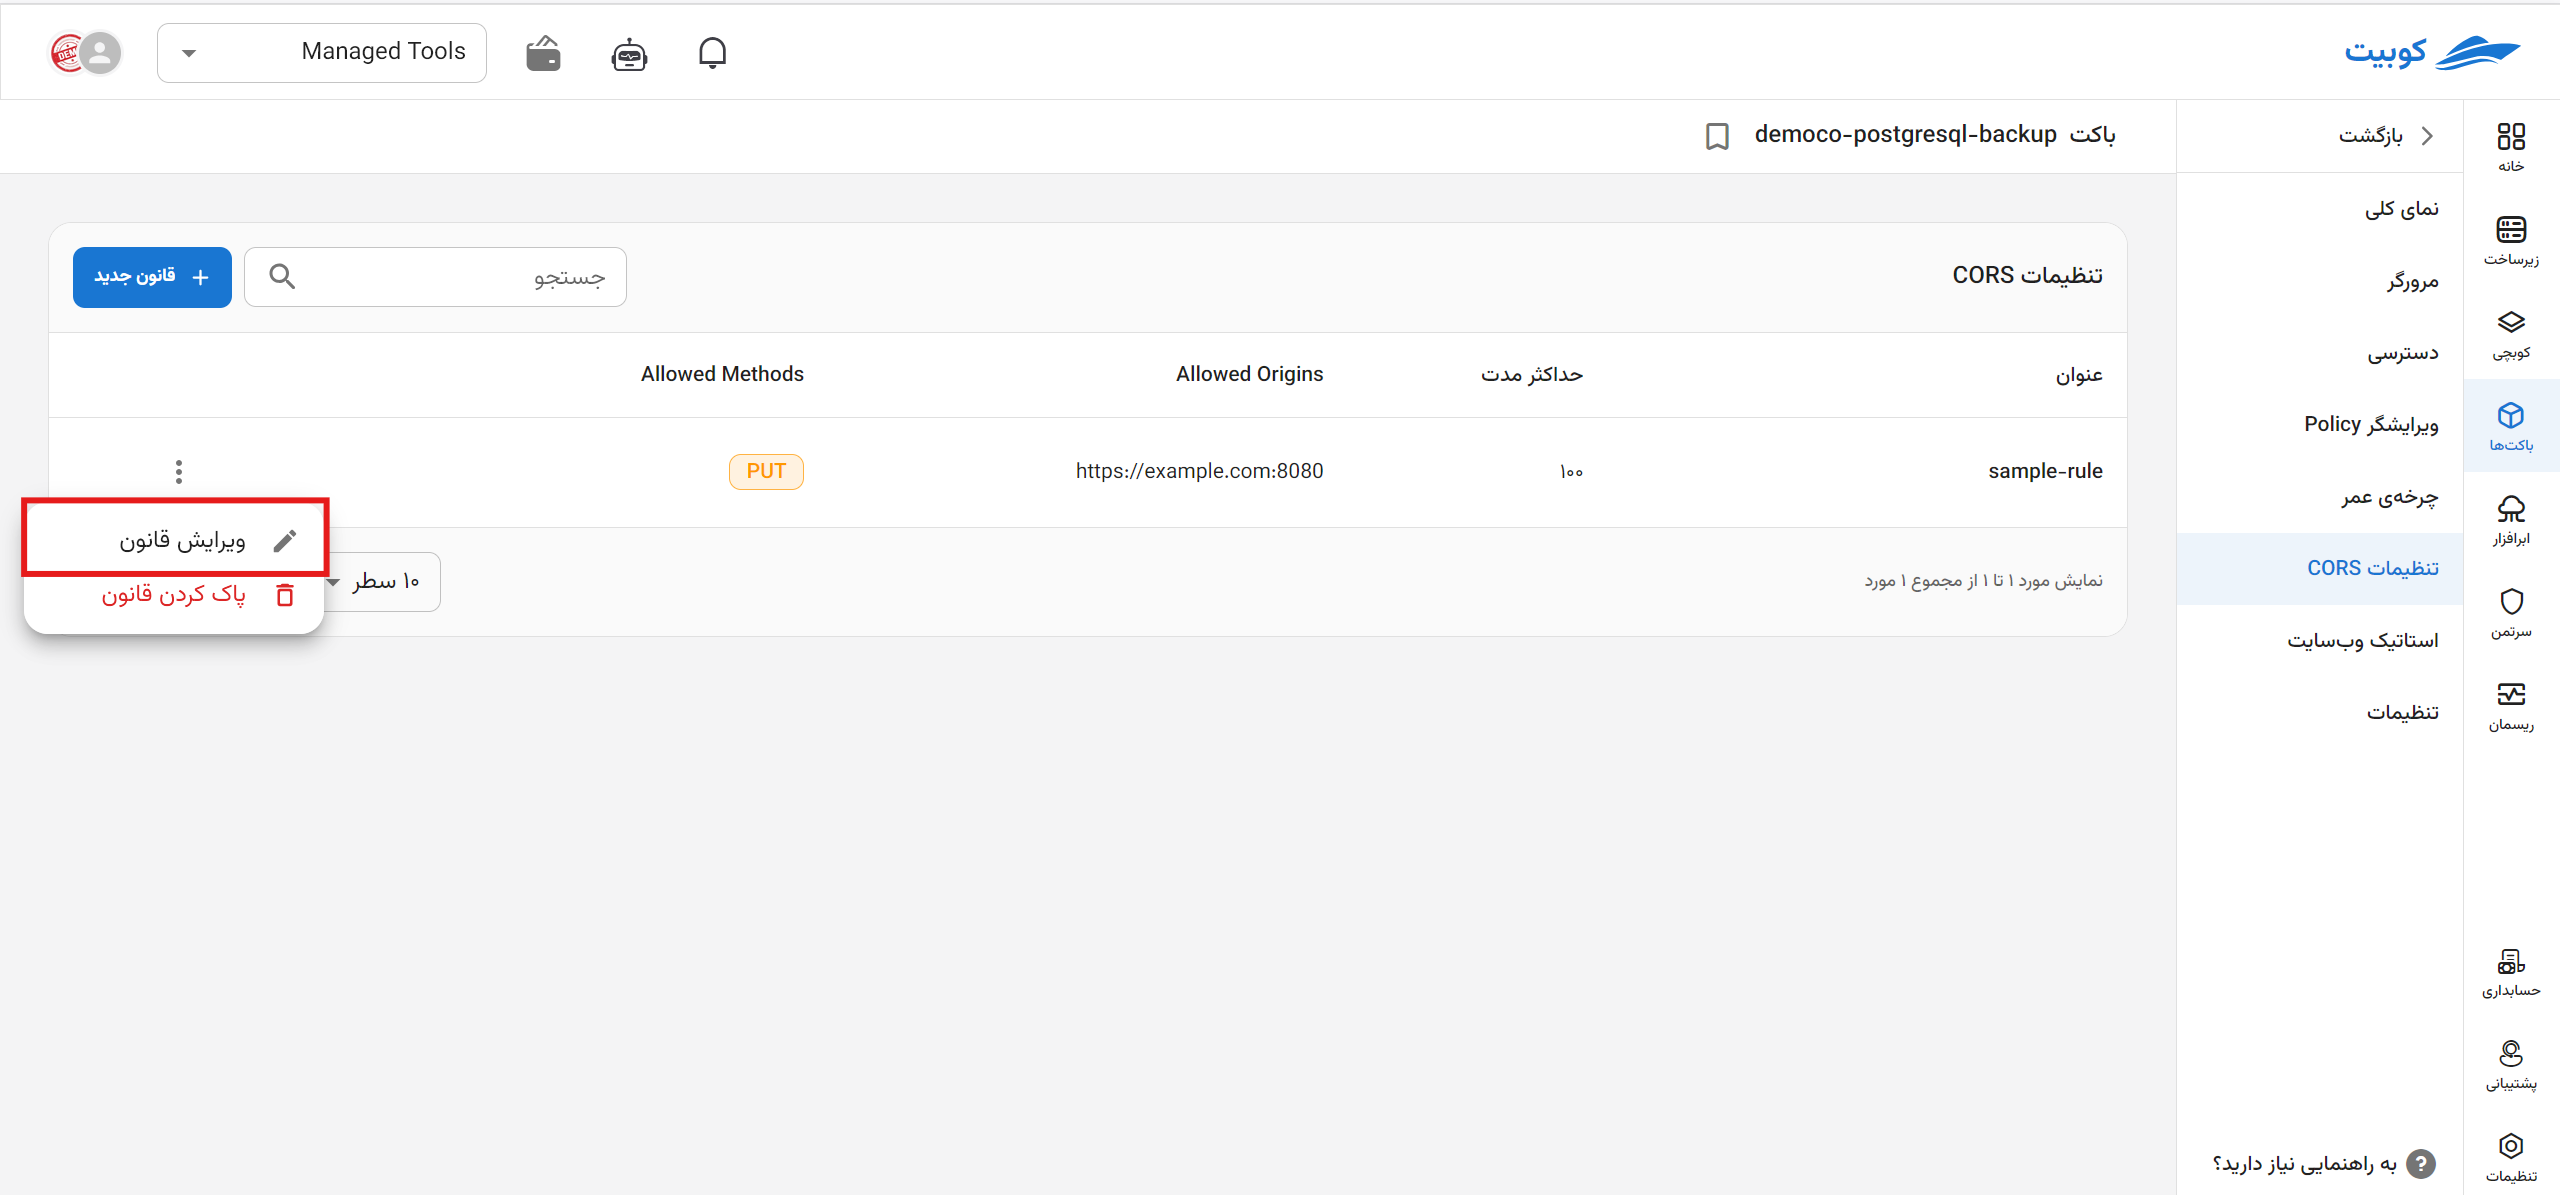 کوبیت
Managed Tools
DEM
خانه
زیرساخت
کوبچی
باکت‌ها
ابرافزار
سرتمن
ریسمان
حسابداری
پشتیبانی
تنظیمات
بازگشت
نمای کلی
مرورگر
دسترسی
ویرایشگر Policy
چرخه‌ی عمر
تنظیمات CORS
استاتیک وب‌سایت
تنظیمات
به راهنمایی نیاز دارید؟
باکت democo-postgresql-backup
تنظیمات CORS
جستجو
قانون جدید
عنوان حداکثر مدت Allowed Origins Allowed Methods
sample-rule ۱۰۰ https://example.com:8080 PUT
ویرایش قانون
پاک کردن قانون
نمایش مورد ۱ تا ۱ از مجموع ۱ مورد
۱۰ سطر